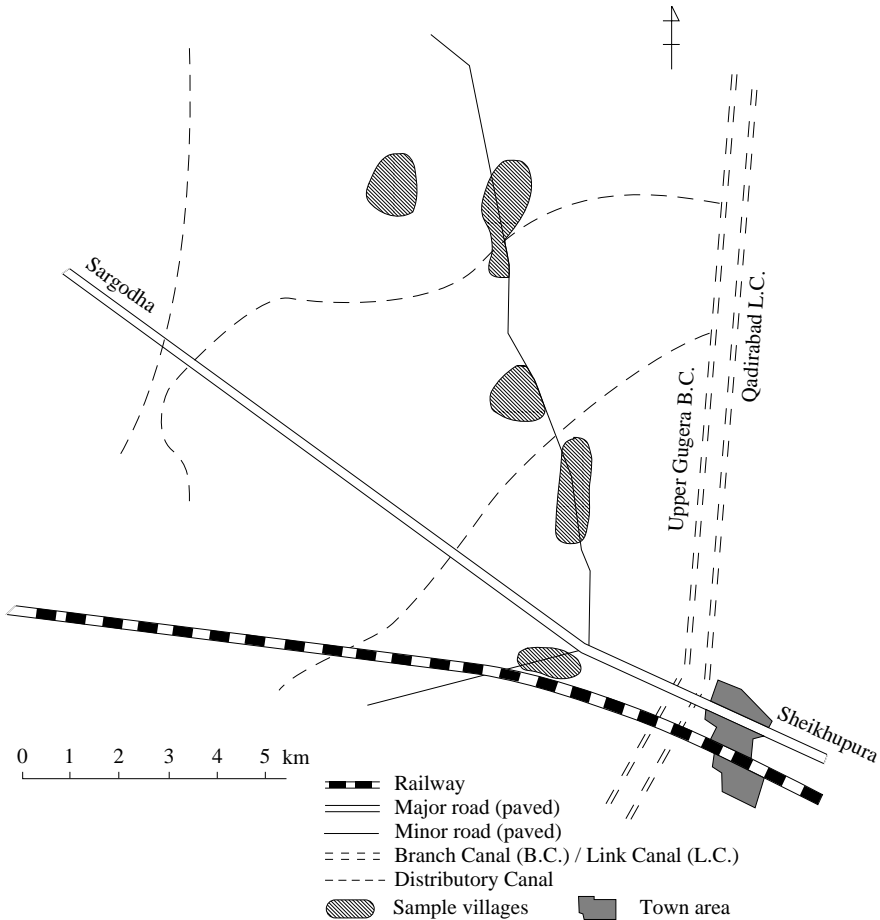 Sargodha
Qadirabad L.C.
Upper Gugera B.C.
Sheikhupura
0 1 2 3 4 5 km
Railway
Major road (paved)
Minor road (paved)
Branch Canal (B.C.) / Link Canal (L.C.)
Distributory Canal
Sample villages Town area